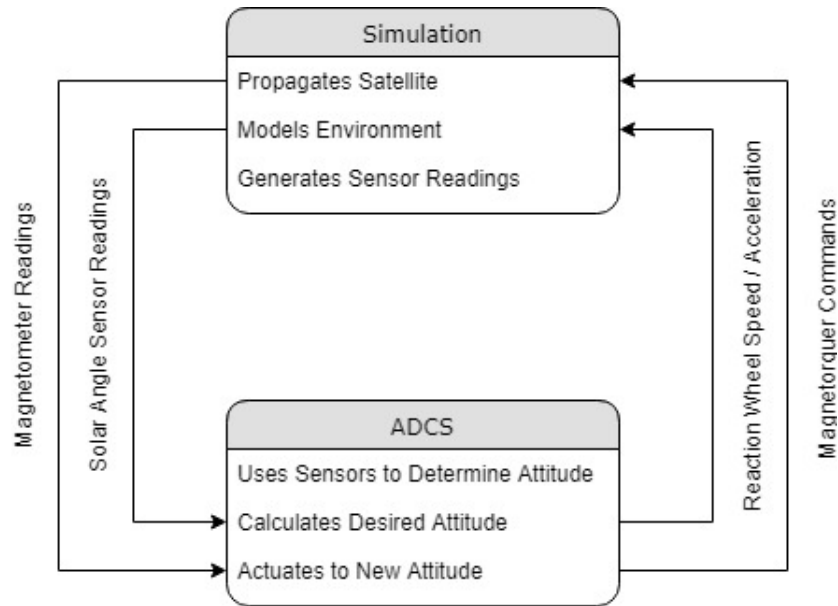 Simulation
Propagates Satellite
Models Environment
Generates Sensor Readings
Magnetometer Readings
Solar Angle Sensor Readings
Reaction Wheel Speed / Acceleration
Magnetorquer Commands
ADCS
Uses Sensors to Determine Attitude
Calculates Desired Attitude
Actuates to New Attitude